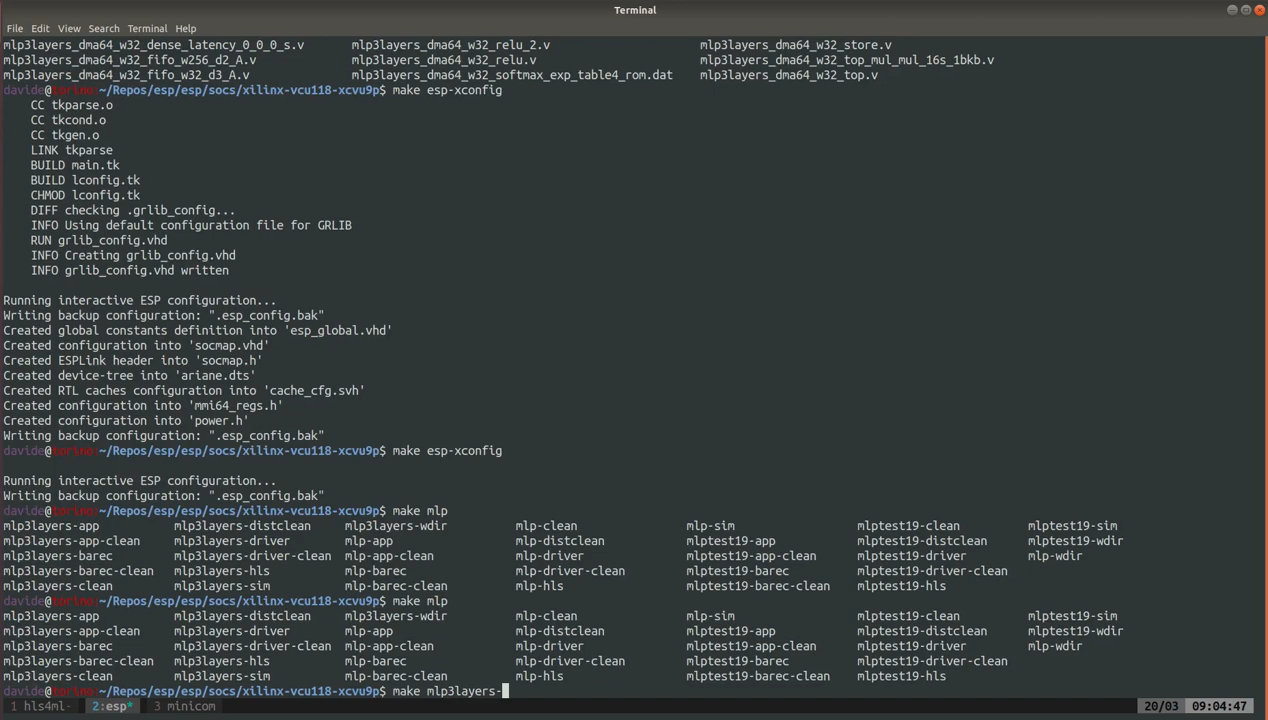 Terminal
File Edit View Search Terminal Help
mlp3layers_dma64_w32_dense_latency_0_0_0_s.v mlp3layers_dma64_w32_relu_2.v mlp3layers_dma64_w32_store.v
mlp3layers_dma64_w32_fifo_w256_d2_A.v mlp3layers_dma64_w32_relu.v mlp3layers_dma64_w32_top_mul_mul_16s_1bkb.v
mlp3layers_dma64_w32_fifo_w32_d3_A.v mlp3layers_dma64_w32_softmax_exp_table4_rom.dat mlp3layers_dma64_w32_top.v
davide@torino:~/Repos/esp/esp/socs/xilinx-vcu118-xcvu9p$ make esp-xconfig
CC tkparse.o
CC tkcond.o
CC tkgen.o
LINK tkparse
BUILD main.tk
BUILD lconfig.tk
CHMOD lconfig.tk
DIFF checking .grlib_config...
INFO Using default configuration file for GRLIB
RUN grlib_config.vhd
INFO Creating grlib_config.vhd
INFO grlib_config.vhd written
Running interactive ESP configuration...
Writing backup configuration: ".esp_config.bak"
Created global constants definition into 'esp_global.vhd'
Created configuration into 'socmap.vhd'
Created ESPLink header into 'socmap.h'
Created device-tree into 'ariane.dts'
Created RTL caches configuration into 'cache_cfg.svh'
Created configuration into 'mmi64_regs.h'
Created configuration into 'power.h'
Writing backup configuration: ".esp_config.bak"
davide@torino:~/Repos/esp/esp/socs/xilinx-vcu118-xcvu9p$ make esp-xconfig
Running interactive ESP configuration...
Writing backup configuration: ".esp_config.bak"
davide@torino:~/Repos/esp/esp/socs/xilinx-vcu118-xcvu9p$ make mlp
mlp3layers-app mlp3layers-distclean mlp3layers-wdir mlp-clean mlp-sim mlptest19-clean mlptest19-sim
mlp3layers-app-clean mlp3layers-driver mlp-app mlp-distclean mlptest19-app mlptest19-distclean mlptest19-wdir
mlp3layers-barec mlp3layers-driver-clean mlp-app-clean mlp-driver mlptest19-app-clean mlptest19-driver mlp-wdir
mlp3layers-barec-clean mlp3layers-hls mlp-barec mlp-driver-clean mlptest19-barec mlptest19-driver-clean
mlp3layers-clean mlp3layers-sim mlp-barec-clean mlp-hls mlptest19-barec-clean mlptest19-hls
davide@torino:~/Repos/esp/esp/socs/xilinx-vcu118-xcvu9p$ make mlp
mlp3layers-app mlp3layers-distclean mlp3layers-wdir mlp-clean mlp-sim mlptest19-clean mlptest19-sim
mlp3layers-app-clean mlp3layers-driver mlp-app mlp-distclean mlptest19-app mlptest19-distclean mlptest19-wdir
mlp3layers-barec mlp3layers-driver-clean mlp-app-clean mlp-driver mlptest19-app-clean mlptest19-driver mlp-wdir
mlp3layers-barec-clean mlp3layers-hls mlp-barec mlp-driver-clean mlptest19-barec mlptest19-driver-clean
mlp3layers-clean mlp3layers-sim mlp-barec-clean mlp-hls mlptest19-barec-clean mlptest19-hls
davide@torino:~/Repos/esp/esp/socs/xilinx-vcu118-xcvu9p$ make mlp3layers-
1 hls4ml- 2:esp* 3 minicom 20/03 09:04:47